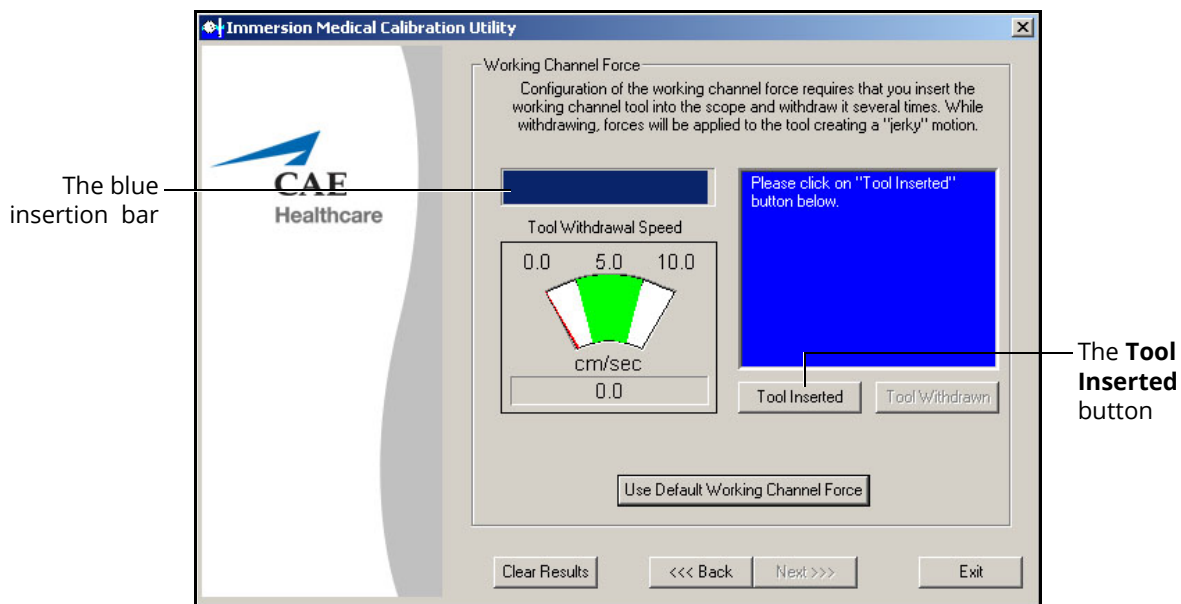 Immersion Medical Calibration Utility
CAE
Healthcare
The blue
insertion bar
Working Channel Force
Configuration of the working channel force requires that you insert the
working channel tool into the scope and withdraw it several times. While
withdrawing, forces will be applied to the tool creating a "jerky" motion.
Tool Withdrawal Speed
0.0 5.0 10.0
cm/sec
0.0
Please click on "Tool Inserted"
button below.
Tool Inserted
Tool Withdrawn
The Tool
Inserted
button
Use Default Working Channel Force
Clear Results
<<< Back
Next >>>
Exit